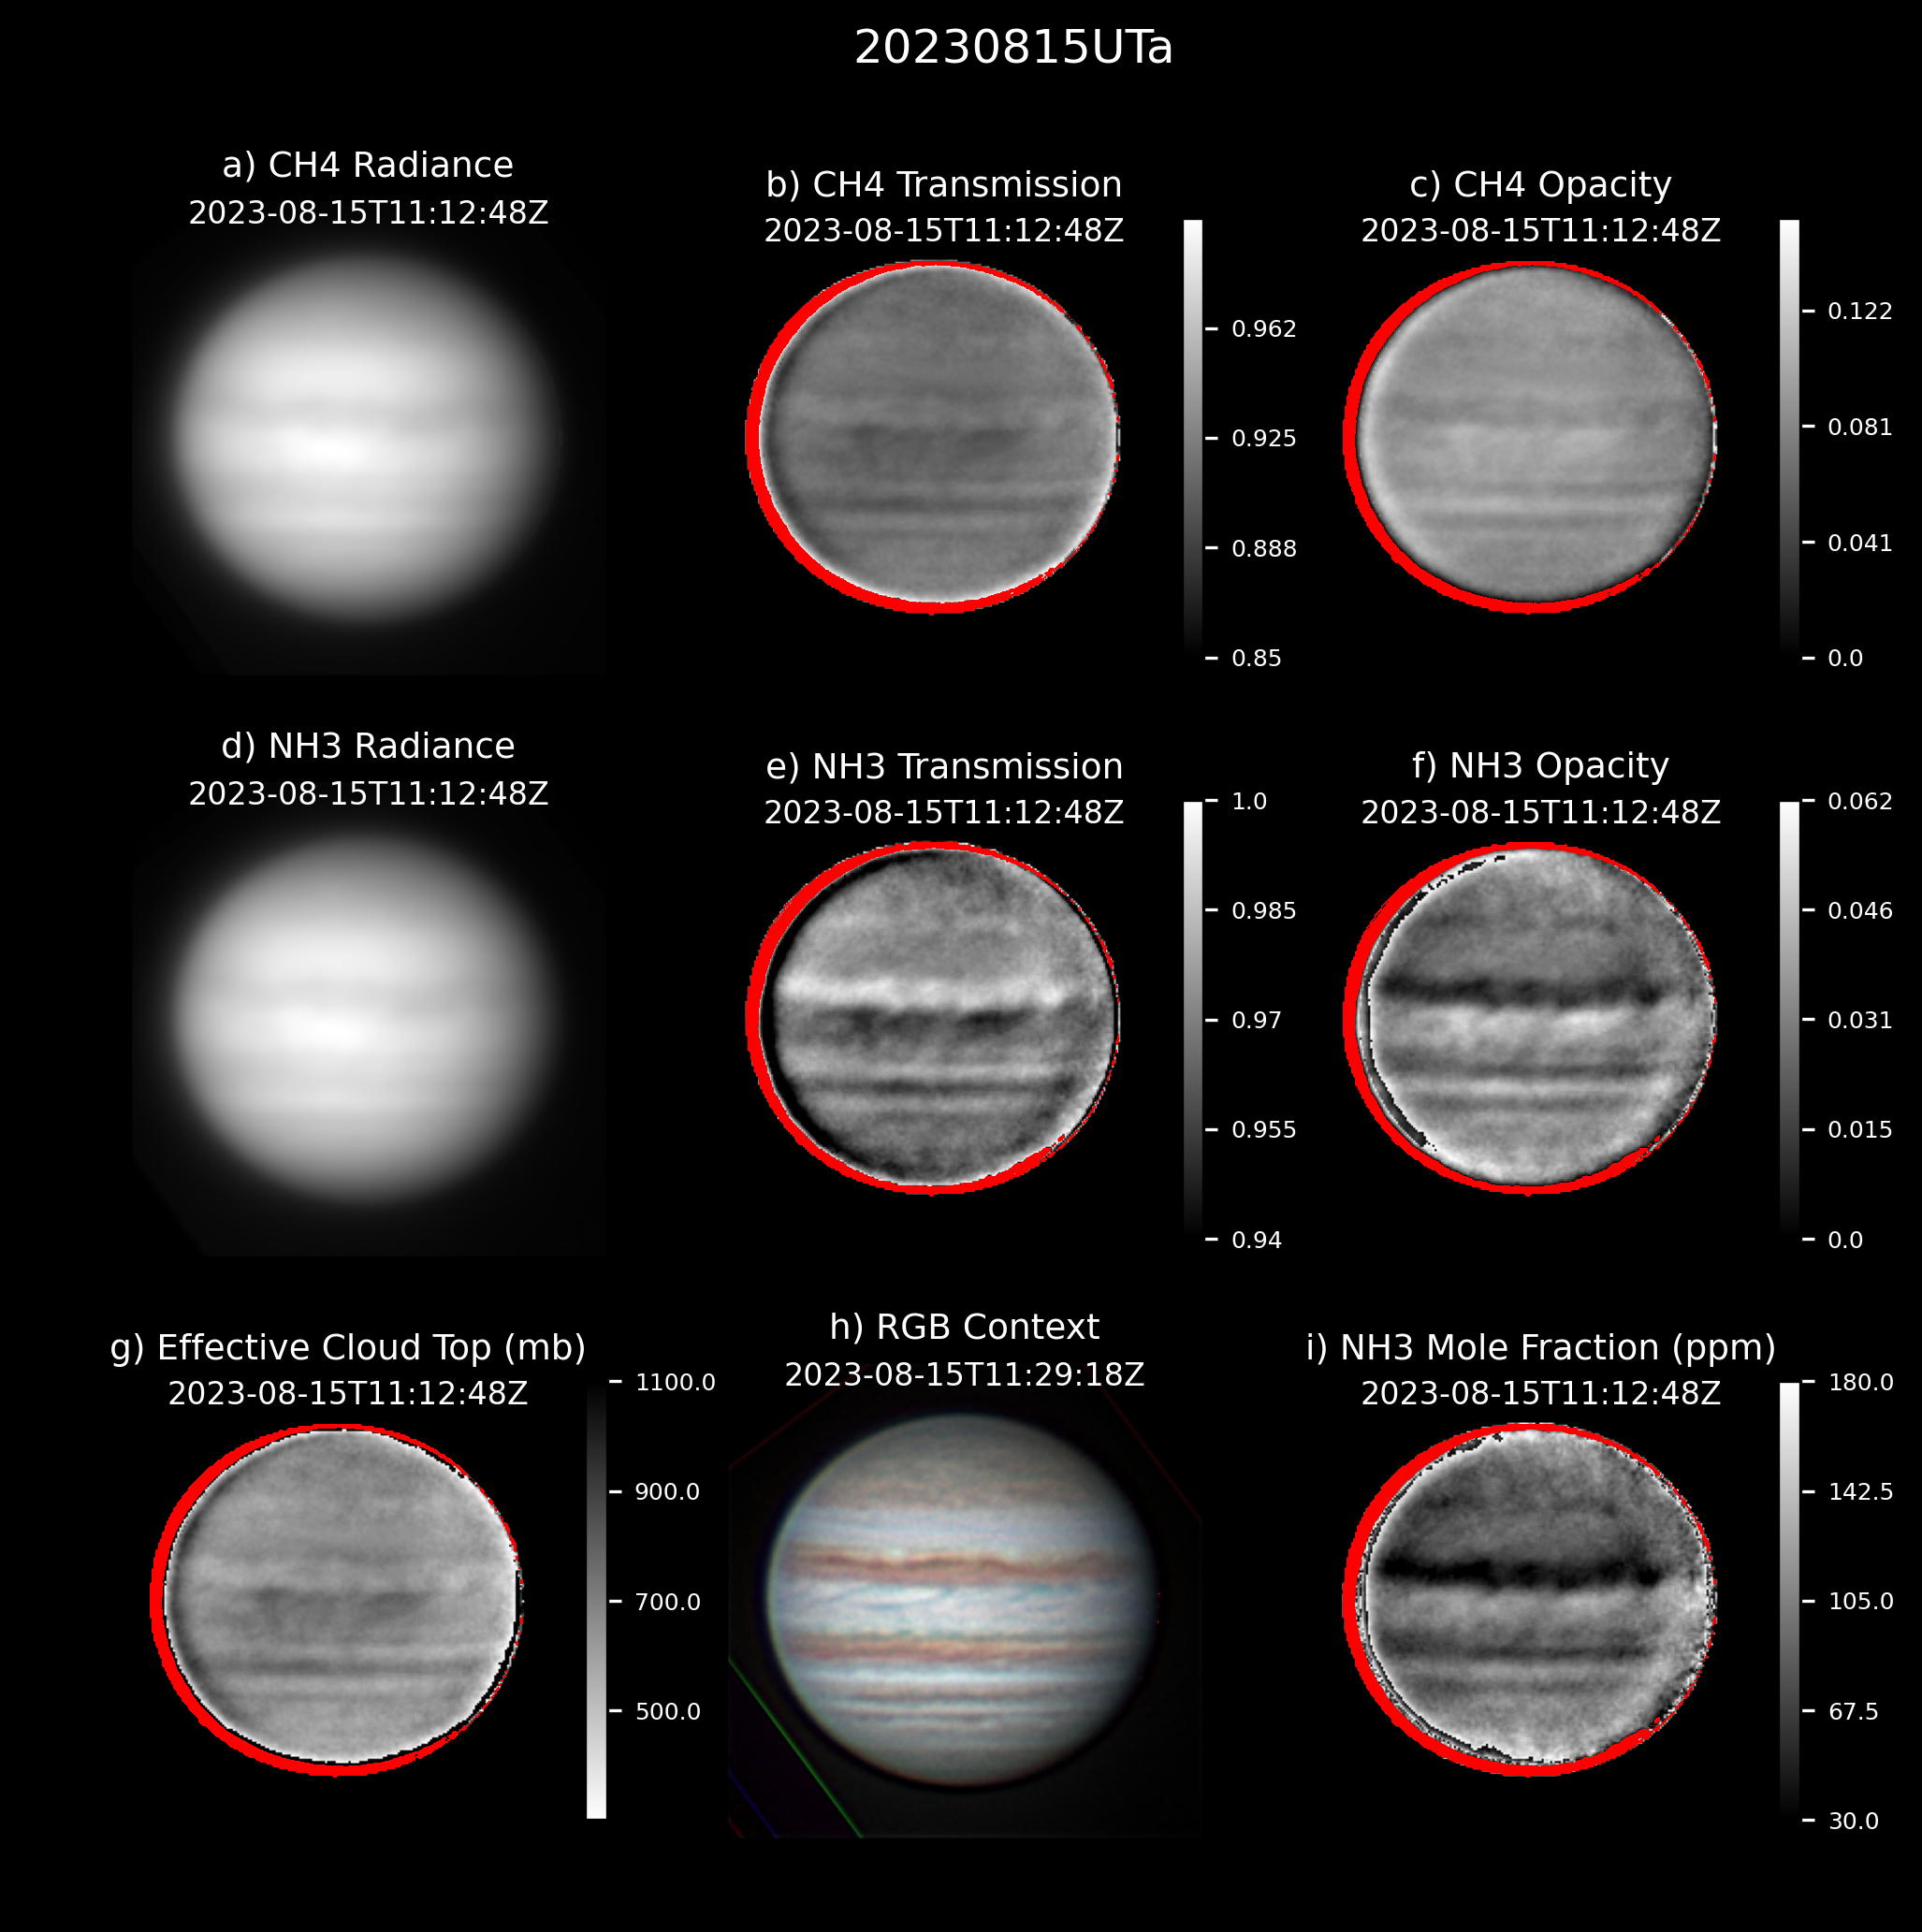 20230815UTa
a) CH4 Radiance
2023-08-15T11:12:48Z
b) CH4 Transmission
2023-08-15T11:12:48Z
0.962
0.925
0.888
0.85
c) CH4 Opacity
2023-08-15T11:12:48Z
0.122
0.081
0.041
0.0
d) NH3 Radiance
2023-08-15T11:12:48Z
e) NH3 Transmission
2023-08-15T11:12:48Z
1.0
0.985
0.97
0.955
0.94
f) NH3 Opacity
2023-08-15T11:12:48Z
0.062
0.046
0.031
0.015
0.0
g) Effective Cloud Top (mb)
2023-08-15T11:12:48Z
1100.0
900.0
700.0
500.0
h) RGB Context
2023-08-15T11:29:18Z
i) NH3 Mole Fraction (ppm)
2023-08-15T11:12:48Z
180.0
142.5
105.0
67.5
30.0